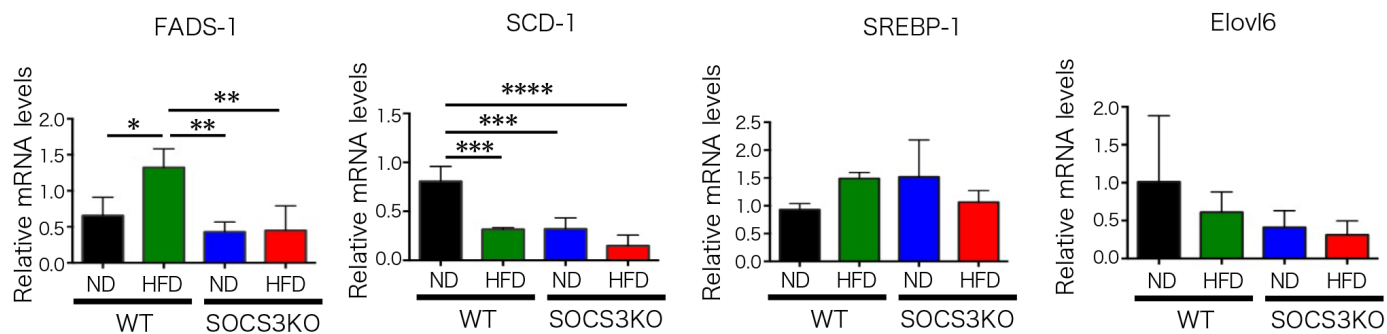 FADS-1
Relative mRNA levels
2.0
1.5
1.0
0.5
0.0
*
**
**
ND HFD ND HFD
WT SOCS3KO
SCD-1
Relative mRNA levels
1.5
1.0
0.5
0.0
****
***
***
ND HFD ND HFD
WT SOCS3KO
SREBP-1
Relative mRNA levels
2.5
2.0
1.5
1.0
0.5
0.0
ND HFD ND HFD
WT SOCS3KO
Elovl6
Relative mRNA levels
2.0
1.5
1.0
0.5
0.0
ND HFD ND HFD
WT SOCS3KO